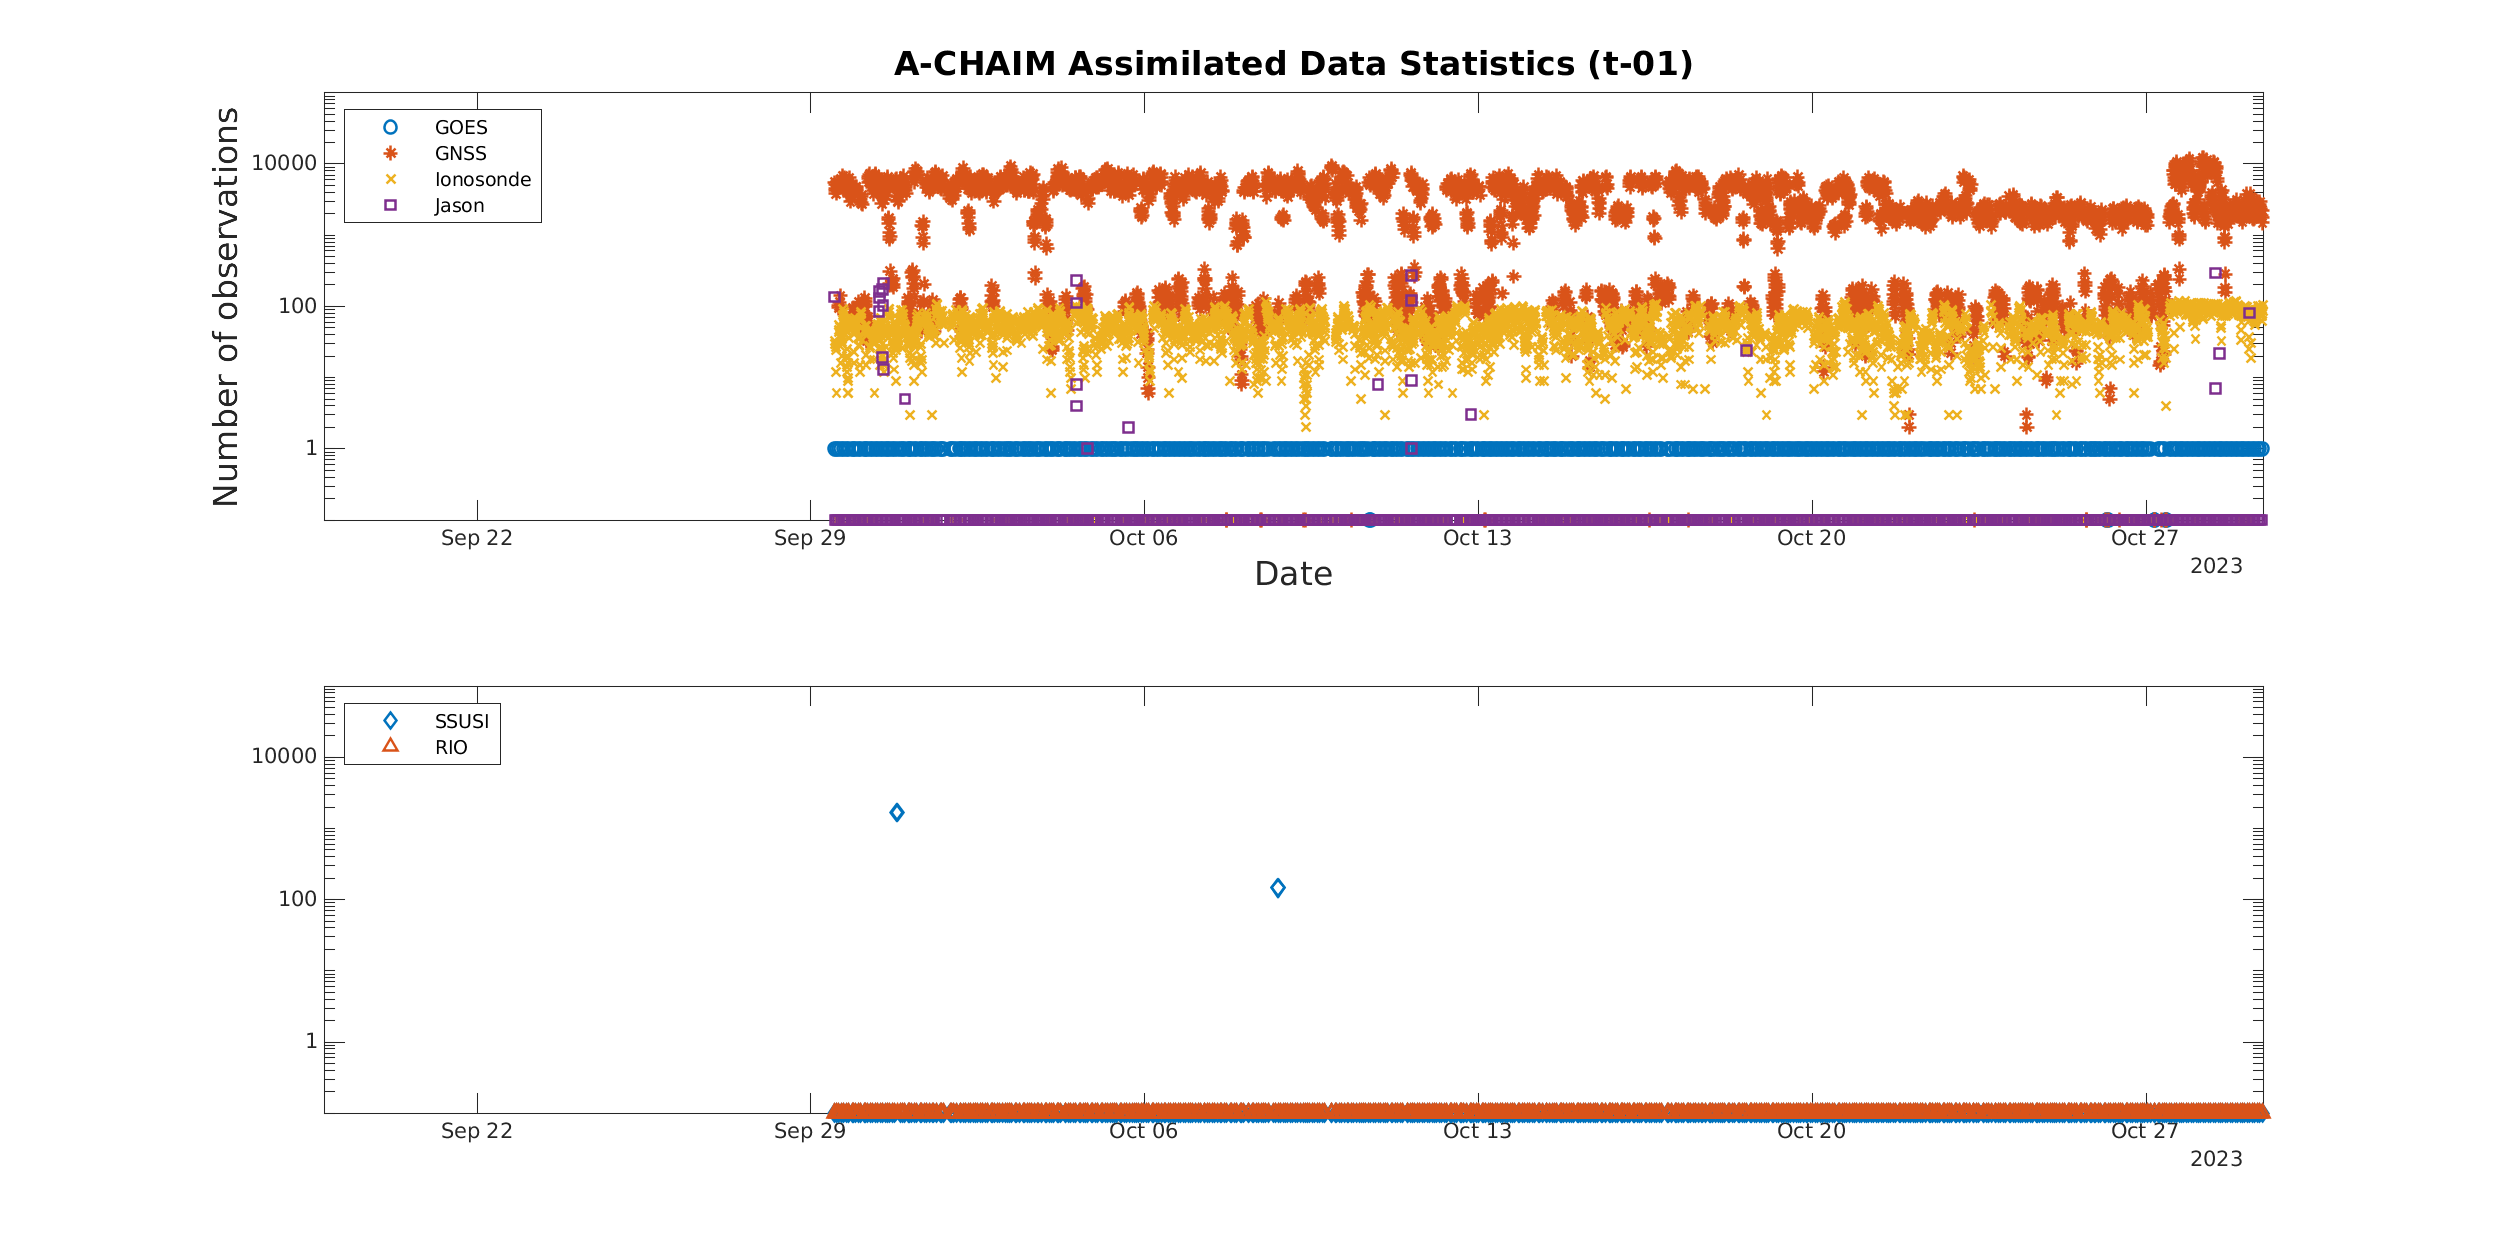 A-CHAIM Assimilated Data Statistics (t-01)
Number of observations
10000
100
1
GOES
GNSS
Ionosonde
Jason
Sep 22 Sep 29 Oct 06 Oct 13 Oct 20 Oct 27
2023
Date
10000
100
1
SSUSI
RIO
Sep 22 Sep 29 Oct 06 Oct 13 Oct 20 Oct 27
2023